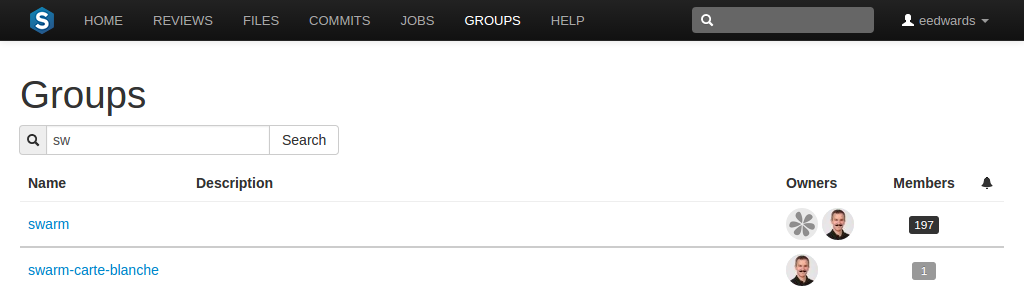 S HOME REVIEWS FILES COMMITS JOBS GROUPS HELP eedwards
Groups
sw Search
Name Description Owners Members
swarm 197
swarm-carte-blanche 1